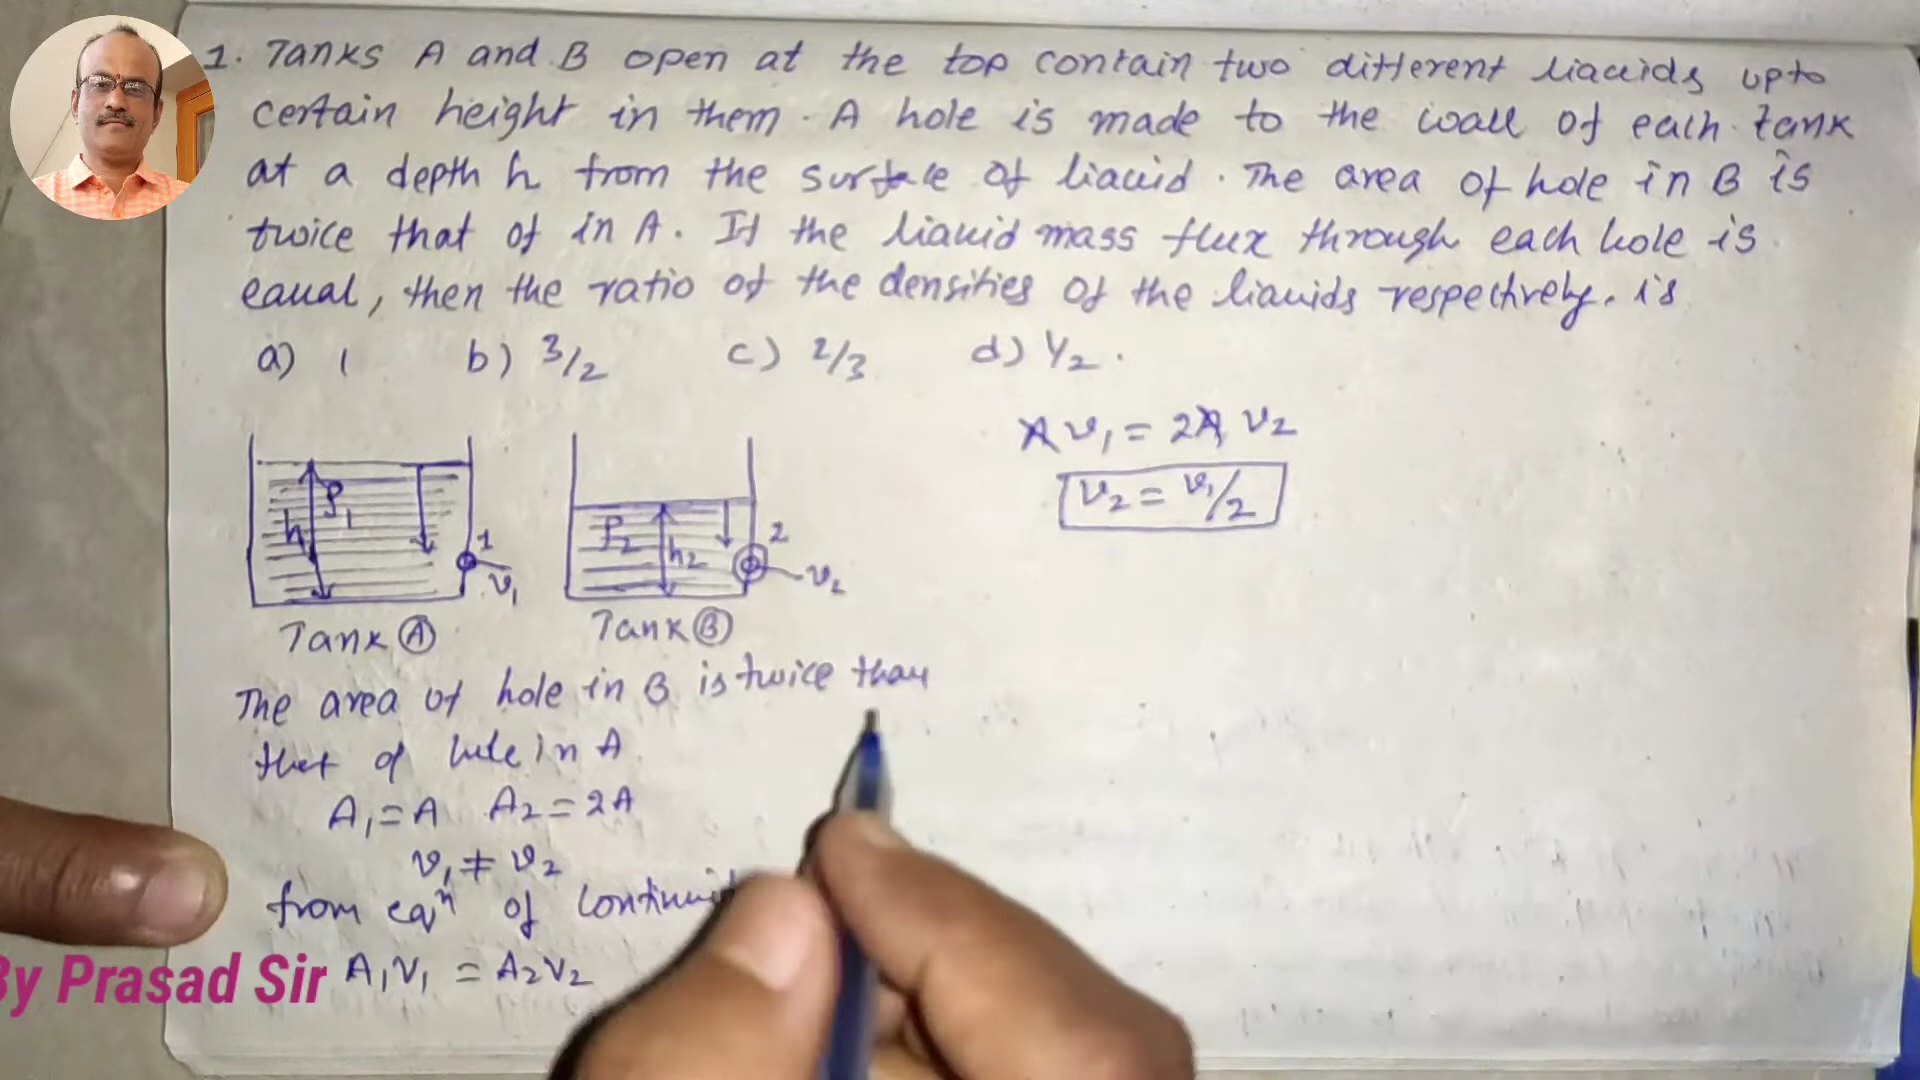 1. Tanks A and B open at the top contain two different liquids upto
certain height in them. A hole is made to the wall of each tank
at a depth h from the surface of liquid. The area of hole in B is
twice that of in A. If the liquid mass flux through each hole is
equal, then the ratio of the densities of the liquids respectively. is
a) 1 b) 3/2 c) 2/3 d) 1/2.
A v₁ = 2A v₂
v₂ = v₁/2
ρ₁
h
1
v₁
ρ₂
h₂
2
v₂
Tank Ⓐ
Tank Ⓑ
The area of hole in B is twice than
that of hole in A
A₁ = A A₂ = 2A
v₁ ≠ v₂
from eqⁿ of
A₁v₁ = A₂v₂
By Prasad Sir